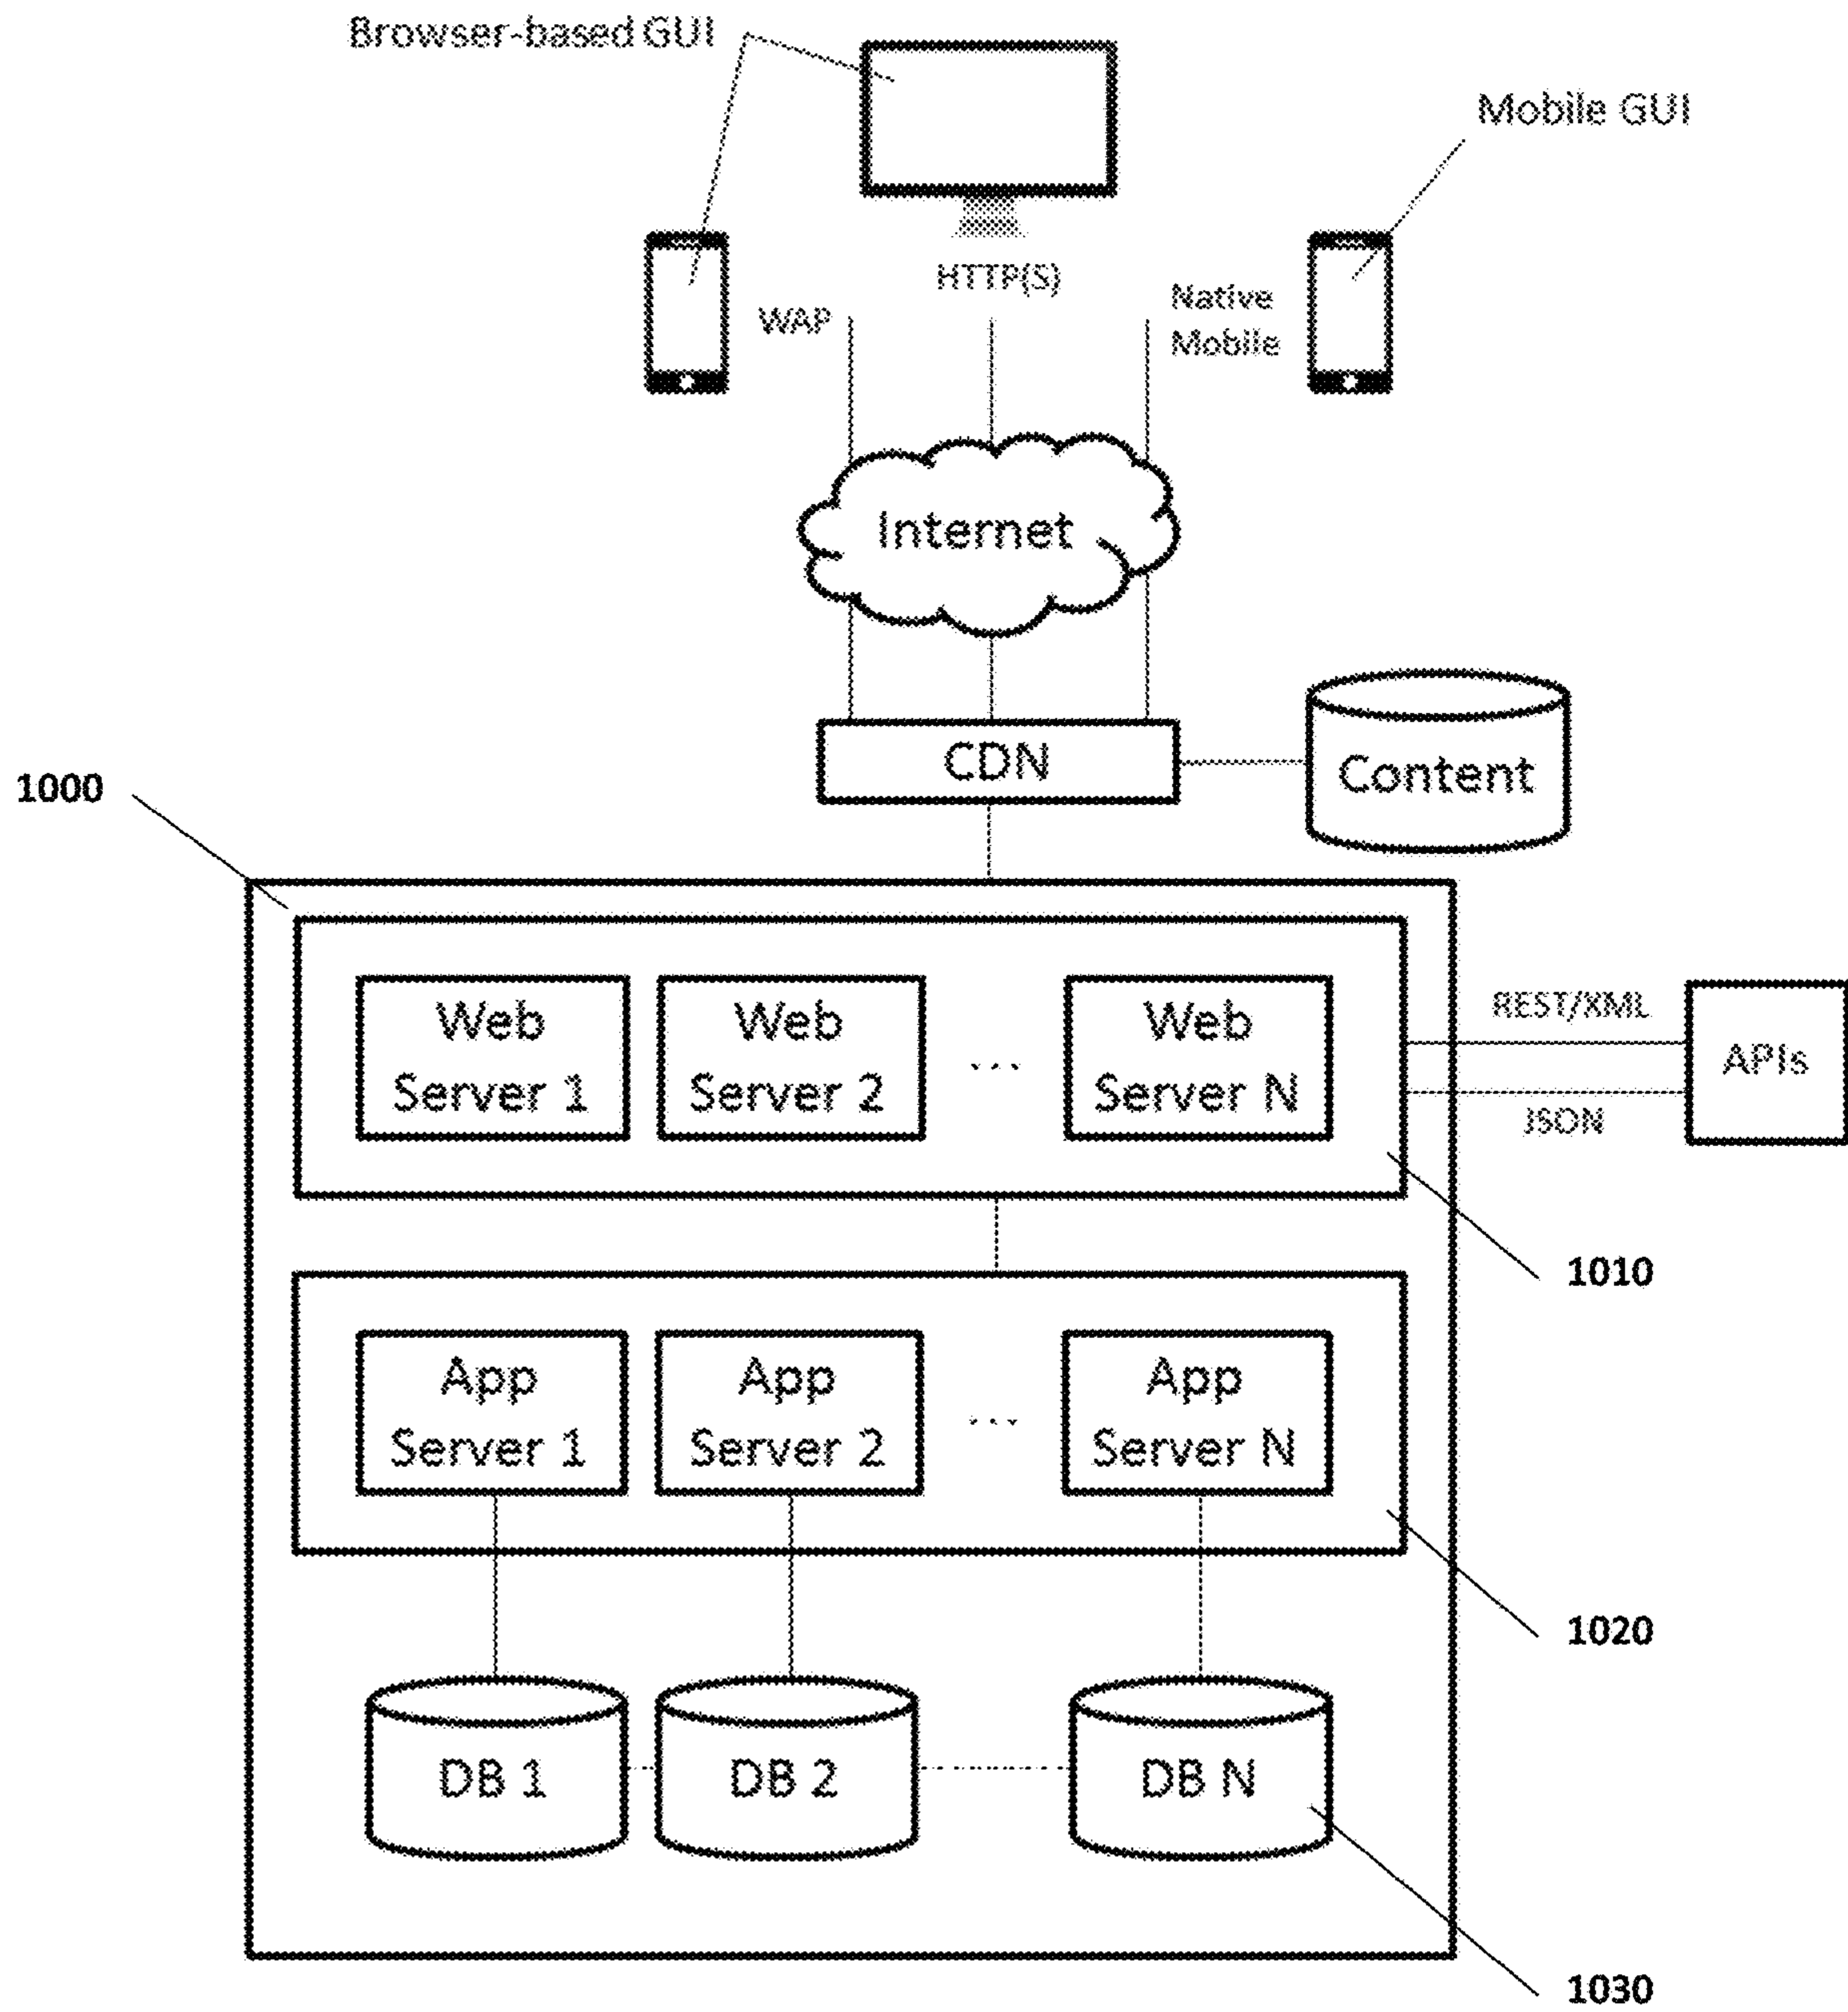 Browser-based GUI
Mobile GUI
HTTP(S)
WAP
Native
Mobile
Internet
CDN
Content
1000
Web
Server 1
Web
Server 2
...
Web
Server N
REST/XML
APIs
JSON
1010
App
Server 1
App
Server 2
...
App
Server N
1020
DB 1
DB 2
DB N
1030